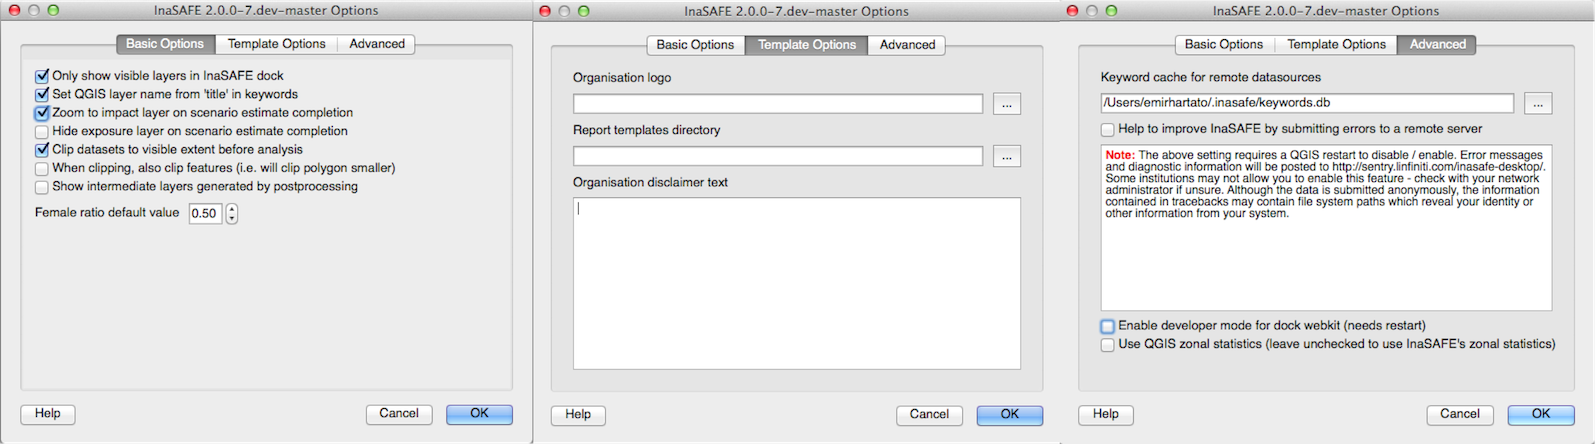 InaSAFE 2.0.0-7.dev-master Options
Basic Options Template Options Advanced
Only show visible layers in InaSAFE dock
Set QGIS layer name from 'title' in keywords
Zoom to impact layer on scenario estimate completion
Hide exposure layer on scenario estimate completion
Clip datasets to visible extent before analysis
When clipping, also clip features (i.e. will clip polygon smaller)
Show intermediate layers generated by postprocessing
Female ratio default value 0.50
Help Cancel OK
InaSAFE 2.0.0-7.dev-master Options
Basic Options Template Options Advanced
Organisation logo
...
Report templates directory
...
Organisation disclaimer text
Help Cancel OK
InaSAFE 2.0.0-7.dev-master Options
Basic Options Template Options Advanced
Keyword cache for remote datasources
/Users/emirhartato/.inasafe/keywords.db ...
Help to improve InaSAFE by submitting errors to a remote server
Note: The above setting requires a QGIS restart to disable / enable. Error messages
and diagnostic information will be posted to http://sentry.linfiniti.com/inasafe-desktop/.
Some institutions may not allow you to enable this feature - check with your network
administrator if unsure. Although the data is submitted anonymously, the information
contained in tracebacks may contain file system paths which reveal your identity or
other information from your system.
Enable developer mode for dock webkit (needs restart)
Use QGIS zonal statistics (leave unchecked to use InaSAFE's zonal statistics)
Help Cancel OK